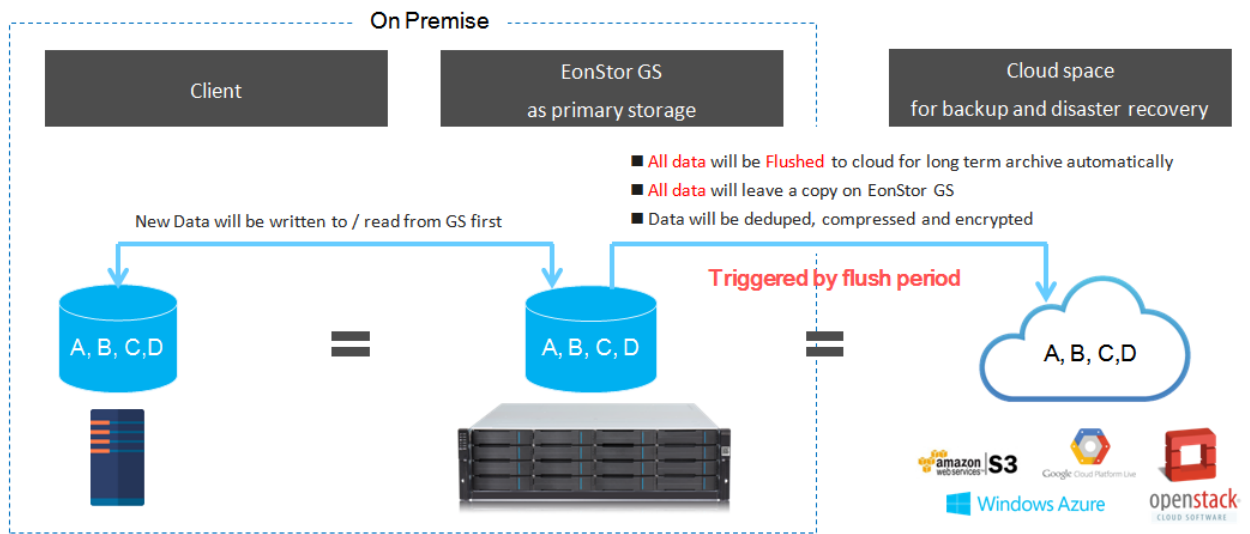 On Premise
Client
EonStor GS
as primary storage
Cloud space
for backup and disaster recovery
All data will be Flushed to cloud for long term archive automatically
All data will leave a copy on EonStor GS
Data will be deduped, compressed and encrypted
New Data will be written to / read from GS first
Triggered by flush period
A, B, C,D
=
A, B, C, D
=
A, B, C,D
amazon
webservices™
S3
Google Cloud Platform Live
Windows Azure
openstack
CLOUD SOFTWARE